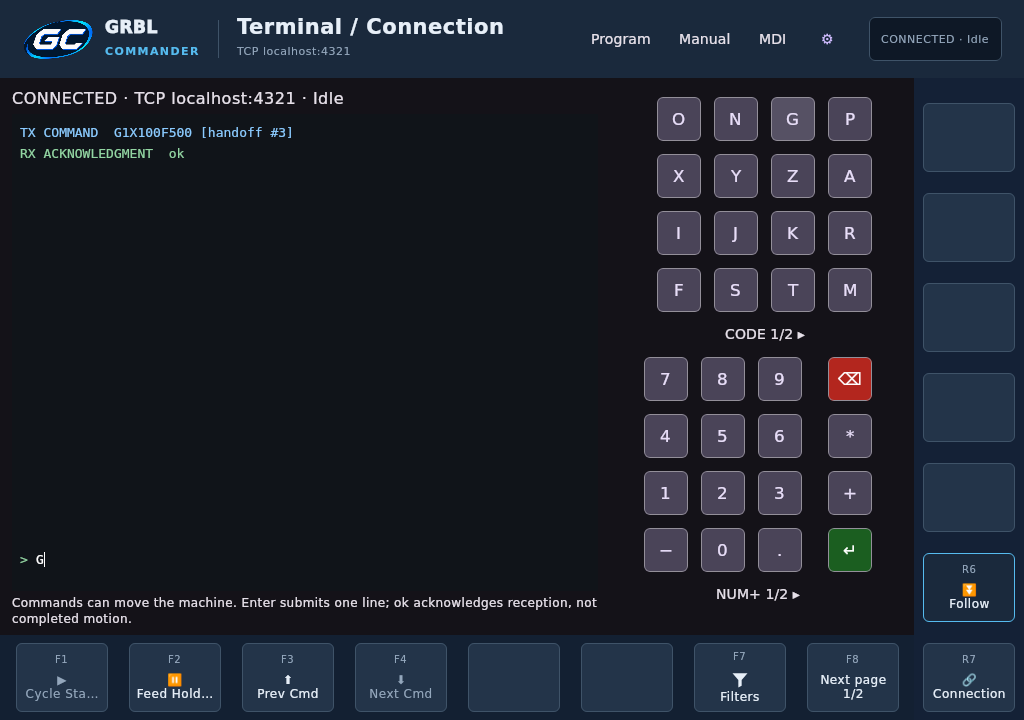 GC
GRBL
COMMANDER
Terminal / Connection
TCP localhost:4321
Program
Manual
MDI
⚙
CONNECTED · Idle
CONNECTED · TCP localhost:4321 · Idle
TX COMMAND  G1X100F500 [handoff #3]
RX ACKNOWLEDGMENT  ok
> G
Commands can move the machine. Enter submits one line; ok acknowledges reception, not
completed motion.
O N G P
X Y Z A
I J K R
F S T M
CODE 1/2 ▸
7 8 9 ⌫
4 5 6 *
1 2 3 +
− 0 . ↵
NUM+ 1/2 ▸
R6
Follow
F1
Cycle Sta...
F2
Feed Hold...
F3
Prev Cmd
F4
Next Cmd
F7
Filters
F8
Next page
1/2
R7
Connection